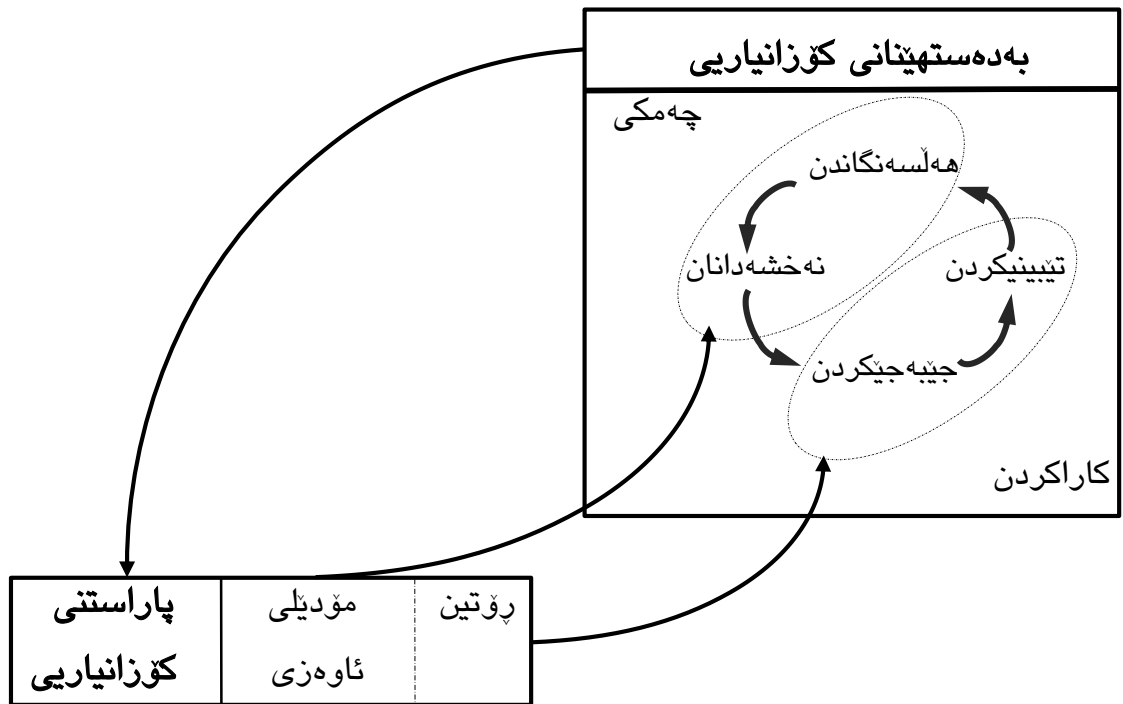 بەدەستهێنانی کۆزانیاریی
چەمکی
هەڵسەنگاندن
نەخشەدانان
تێبینیکردن
جێبەجێکردن
کاراکردن
پاراستنی
کۆزانیاریی
مۆدێلی
ئاوەزی
ڕۆتین